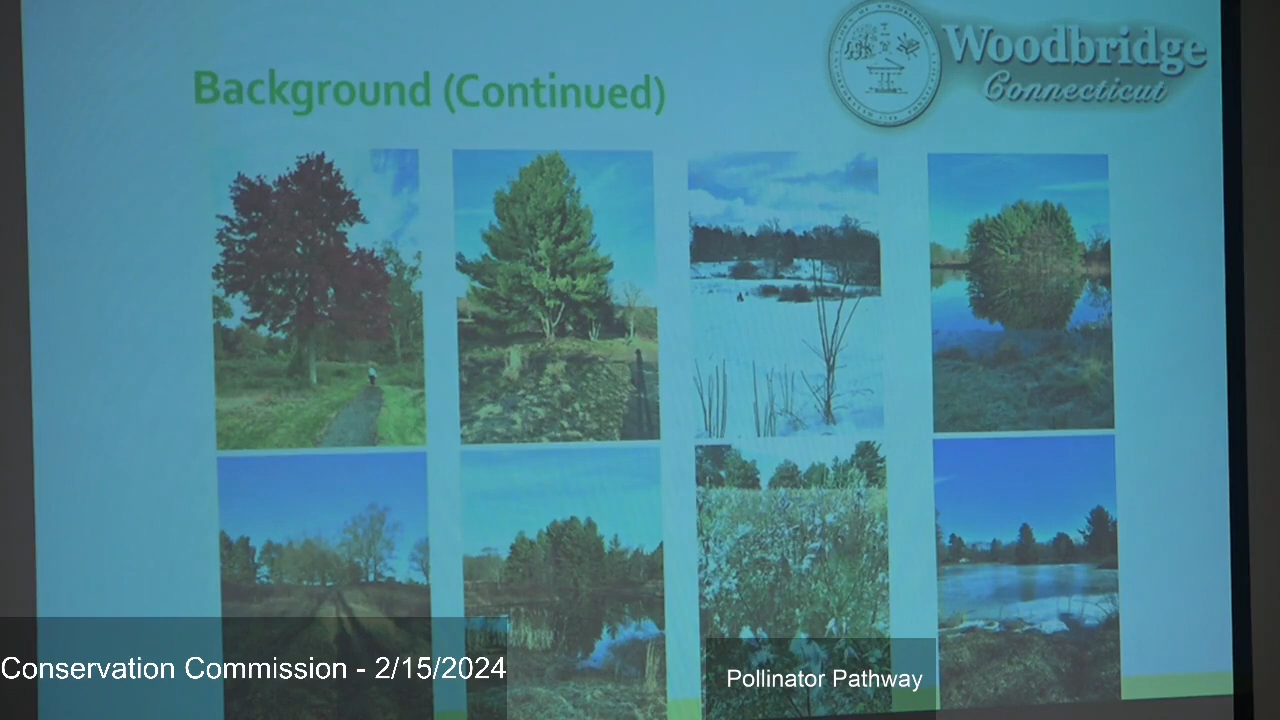 Background (Continued)
Woodbridge
Connecticut
Conservation Commission - 2/15/2024
Pollinator Pathway